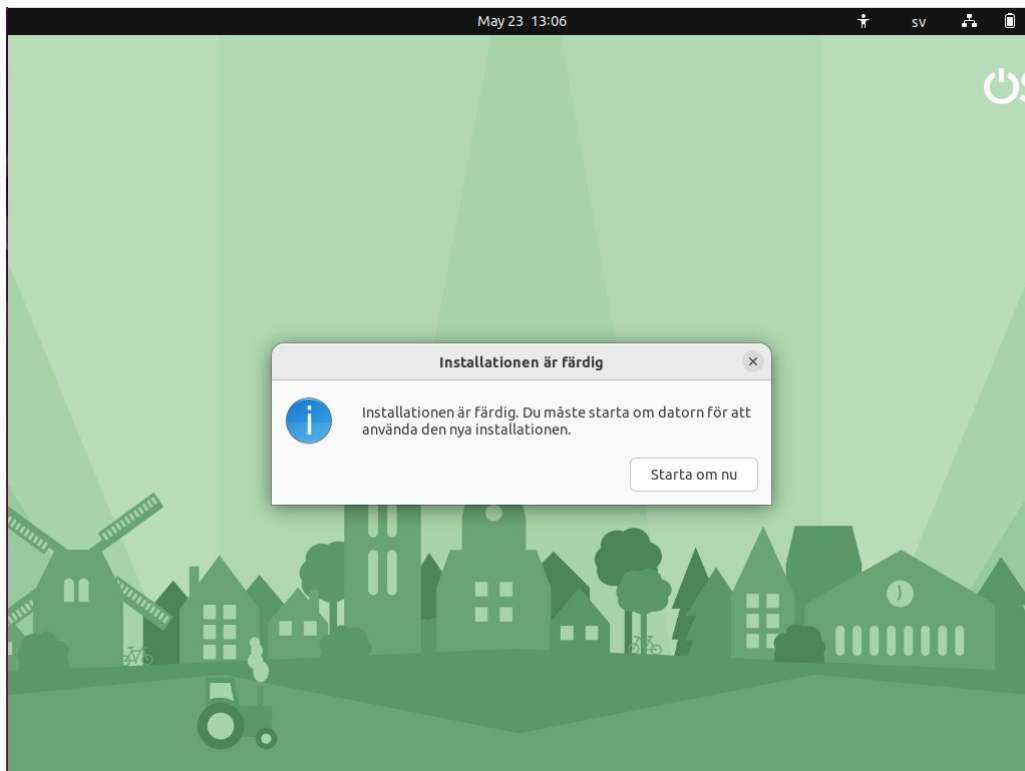 May 23 13:06
sv
Installationen är färdig
Installationen är färdig. Du måste starta om datorn för att
använda den nya installationen.
Starta om nu